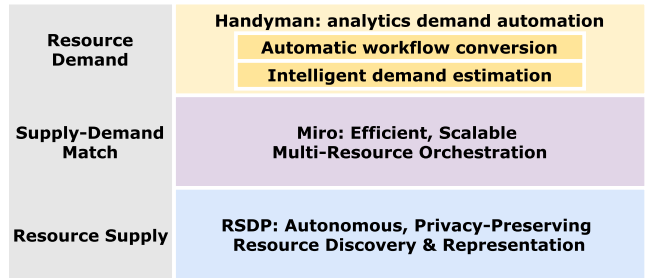 Resource
Demand
Handyman: analytics demand automation
Automatic workflow conversion
Intelligent demand estimation
Supply-Demand
Match
Miro: Efficient, Scalable
Multi-Resource Orchestration
Resource Supply
RSDP: Autonomous, Privacy-Preserving
Resource Discovery & Representation